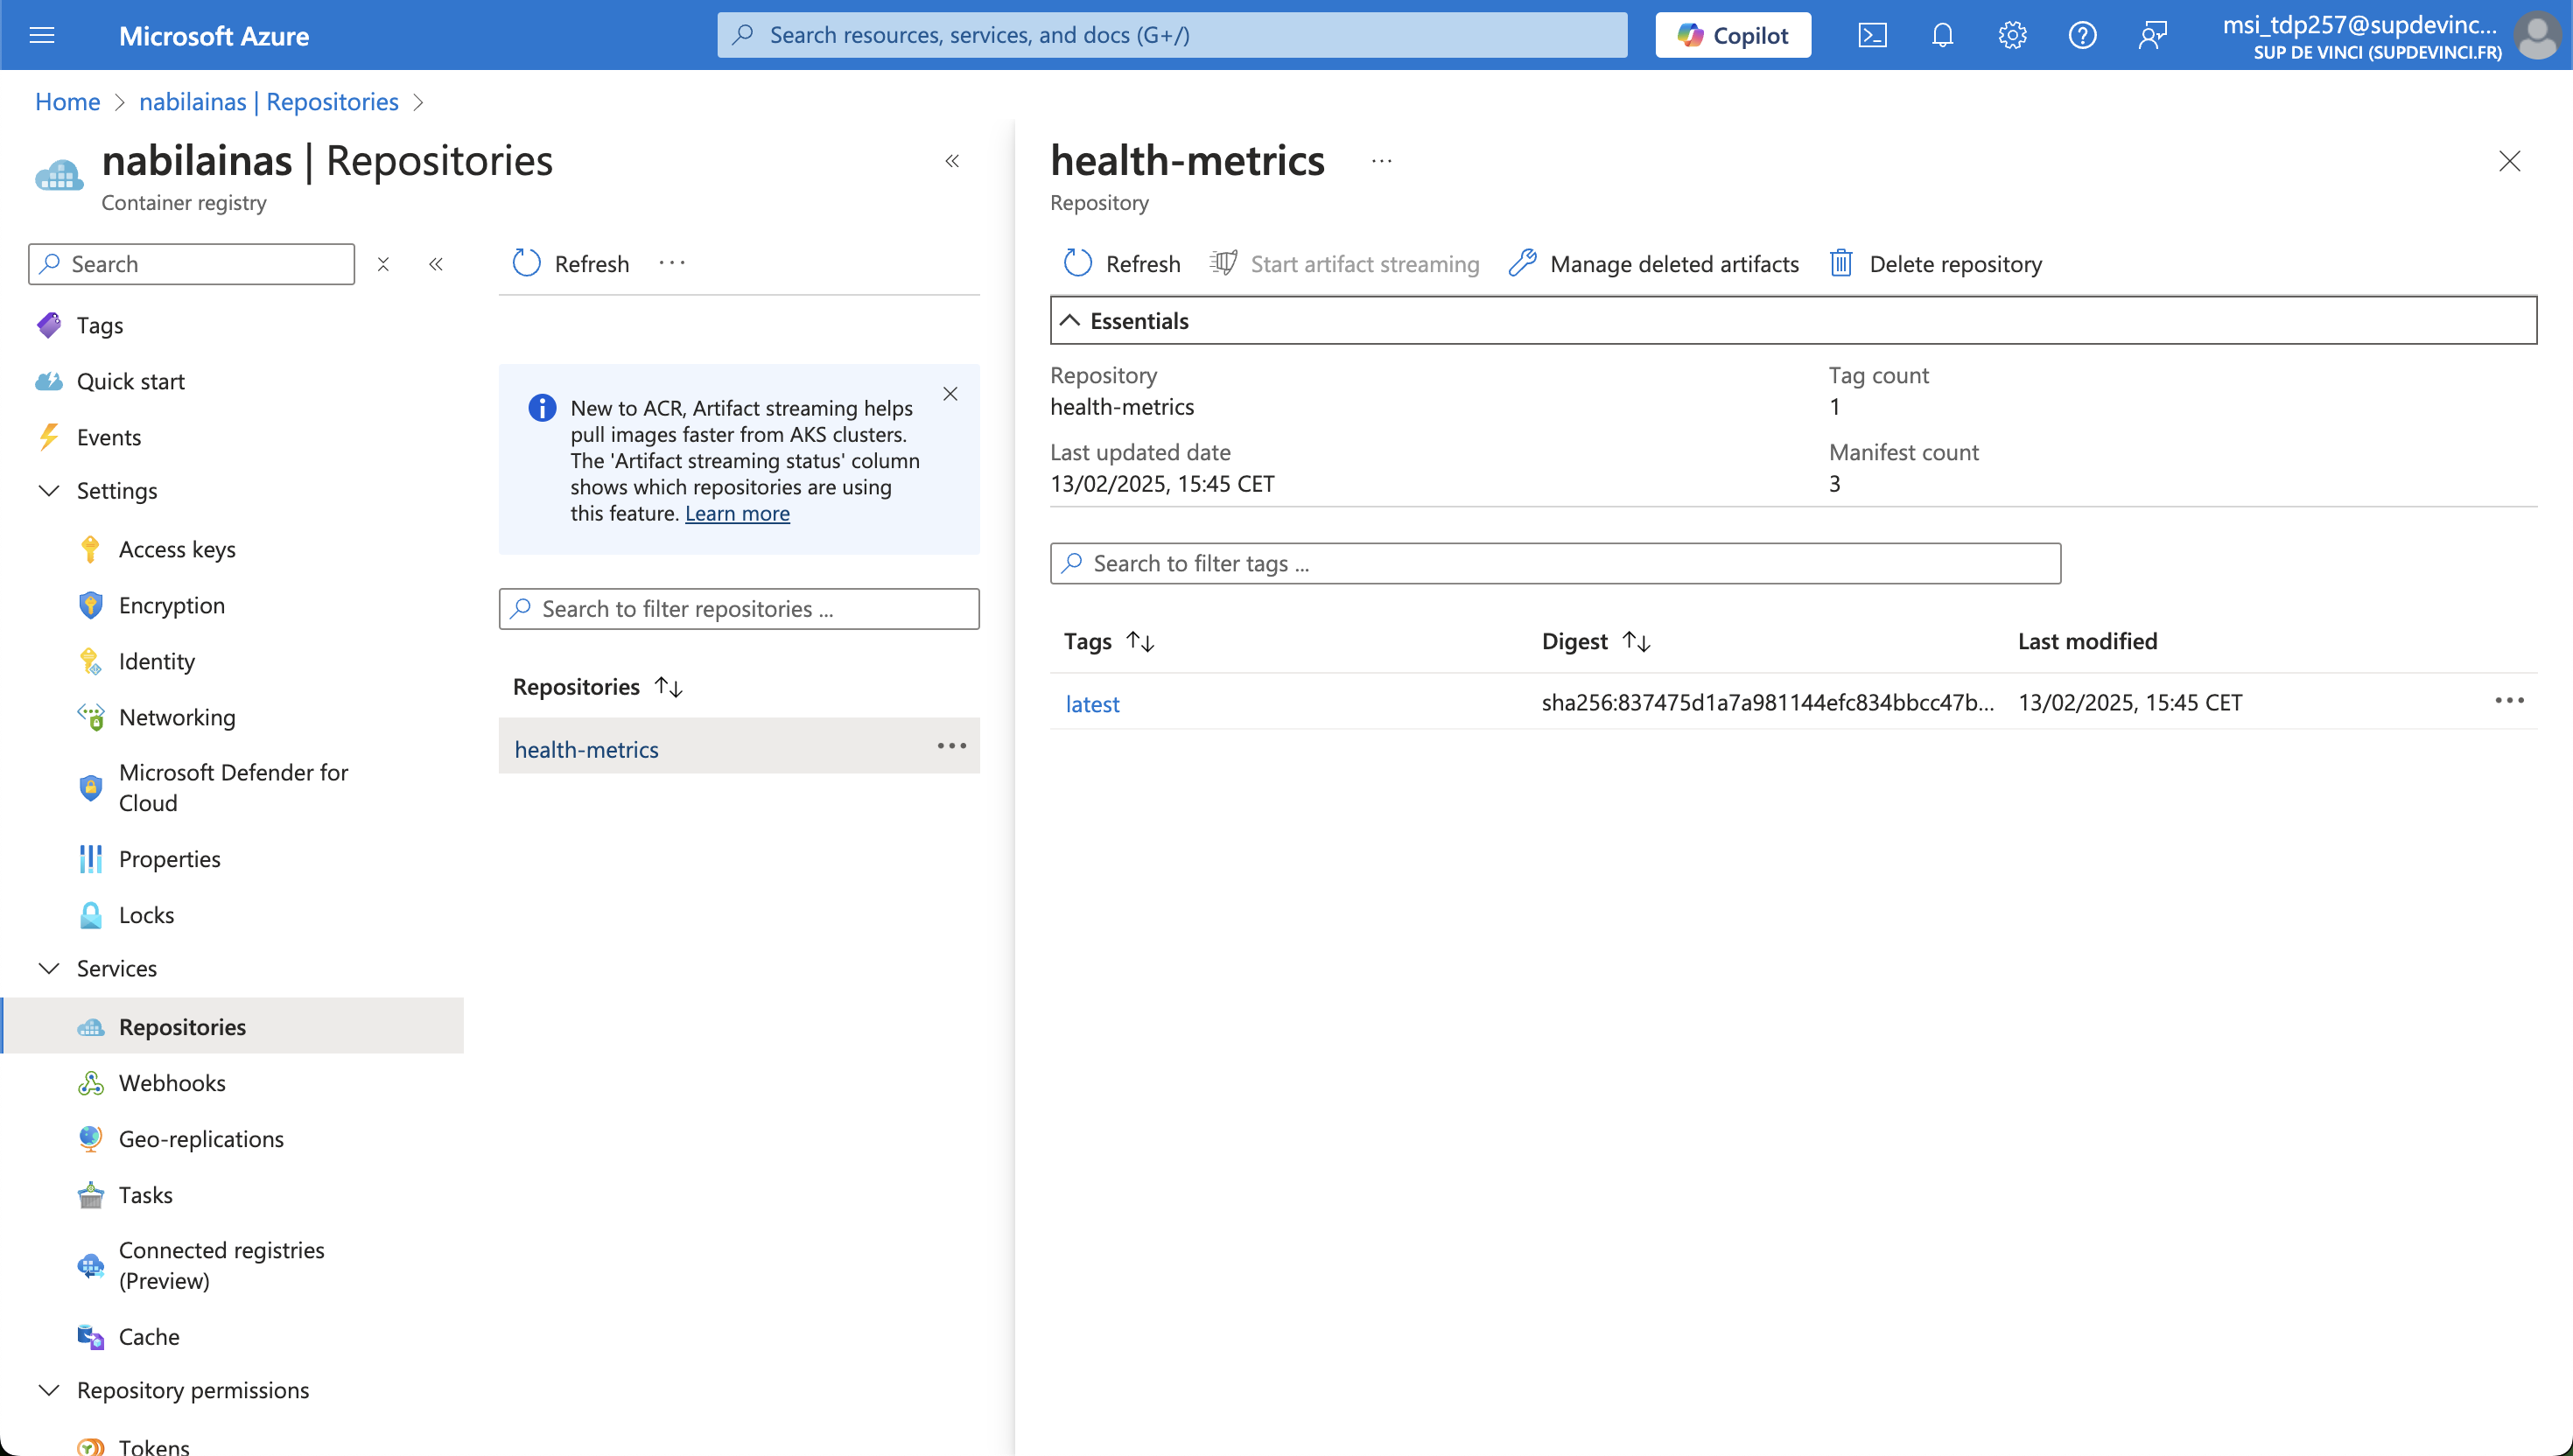 Microsoft Azure
Search resources, services, and docs (G+/)
Copilot
msi_tdp257@supdevinc...
SUP DE VINCI (SUPDEVINCI.FR)
Home > nabilainas | Repositories >
nabilainas | Repositories
Container registry
Search
Tags
Quick start
Events
Settings
Access keys
Encryption
Identity
Networking
Microsoft Defender for
Cloud
Properties
Locks
Services
Repositories
Webhooks
Geo-replications
Tasks
Connected registries
(Preview)
Cache
Repository permissions
Tokens
Refresh ...
New to ACR, Artifact streaming helps
pull images faster from AKS clusters.
The 'Artifact streaming status' column
shows which repositories are using
this feature. Learn more
Search to filter repositories ...
Repositories
health-metrics
health-metrics ...
Repository
Refresh Start artifact streaming Manage deleted artifacts Delete repository
Essentials
Repository
health-metrics
Last updated date
13/02/2025, 15:45 CET
Tag count
1
Manifest count
3
Search to filter tags ...
Tags Digest Last modified
latest sha256:837475d1a7a981144efc834bbcc47b... 13/02/2025, 15:45 CET